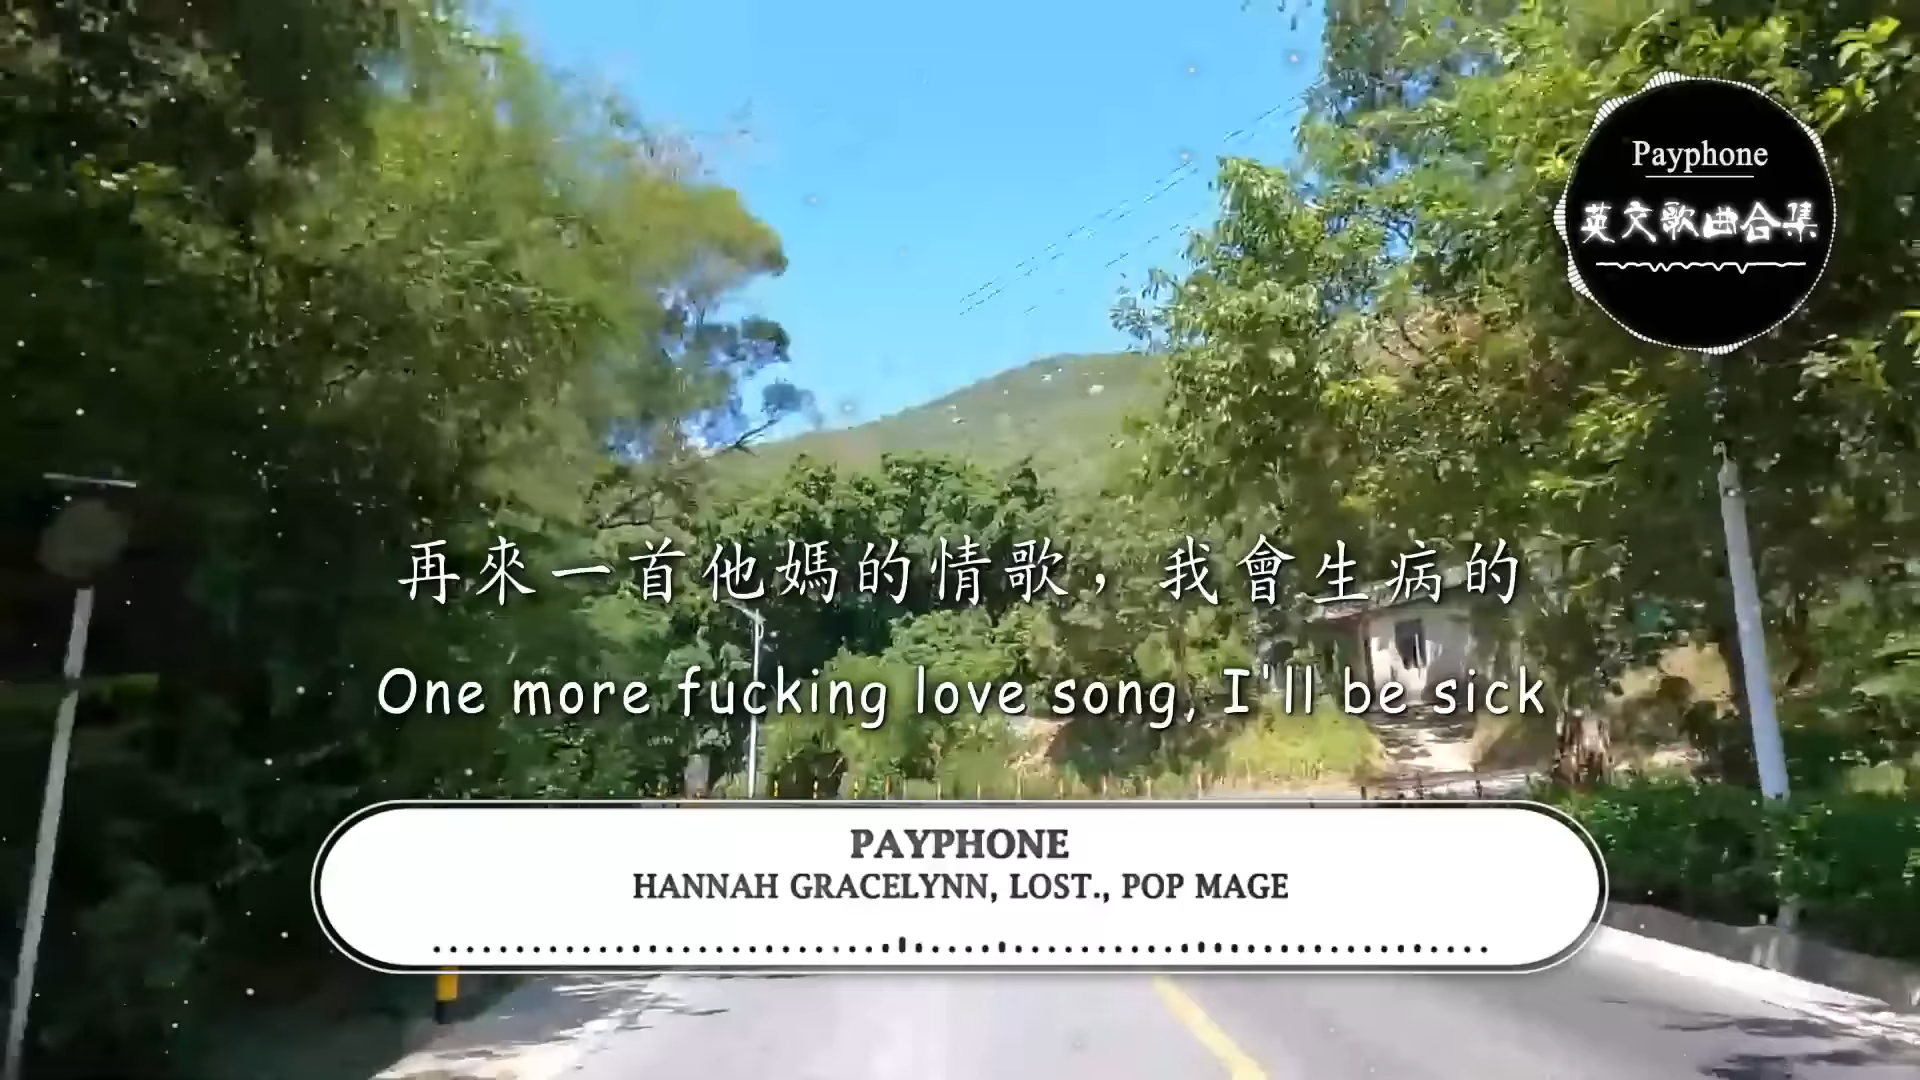 Payphone
英文歌曲合集
再來一首他媽的情歌，我會生病的
One more fucking love song, I'll be sick
PAYPHONE
HANNAH GRACELYNN, LOST., POP MAGE